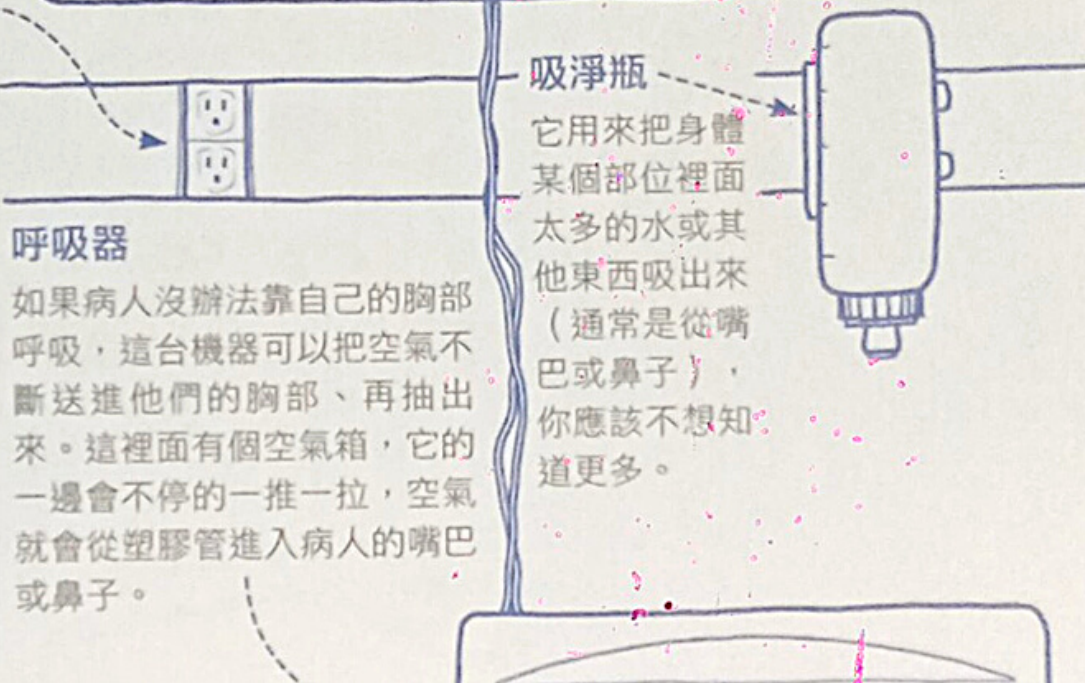 吸淨瓶
它用來把身體
某個部位裡面
太多的水或其
他東西吸出來
（通常是從嘴
巴或鼻子），
你應該不想知
道更多。
呼吸器
如果病人沒辦法靠自己的胸部
呼吸，這台機器可以把空氣不
斷送進他們的胸部、再抽出
來。這裡面有個空氣箱，它的
一邊會不停的一推一拉，空氣
就會從塑膠管進入病人的嘴巴
或鼻子。